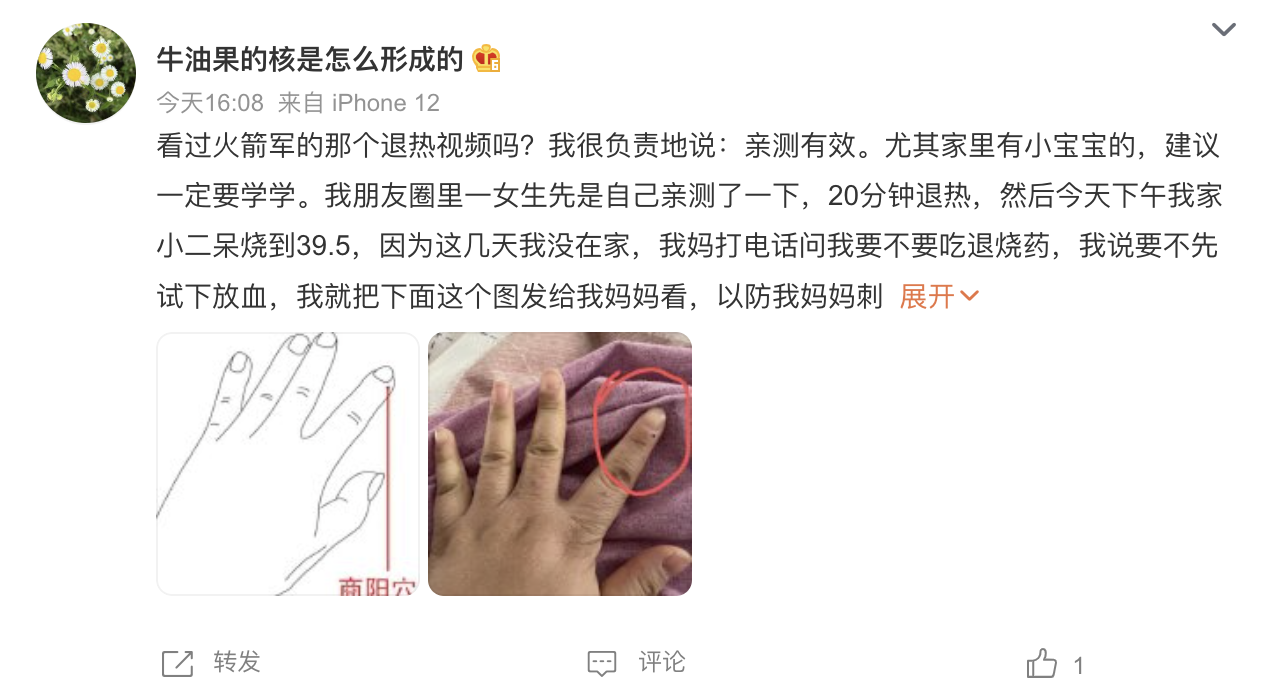 牛油果的核是怎么形成的
今天16:08 来自 iPhone 12
看过火箭军的那个退热视频吗？我很负责地说：亲测有效。尤其家里有小宝宝的，建议
一定要学学。我朋友圈里一女生先是自己亲测了一下，20分钟退热，然后今天下午我家
小二呆烧到39.5，因为这几天我没在家，我妈打电话问我要不要吃退烧药，我说要不先
试下放血，我就把下面这个图发给我妈妈看，以防我妈妈刺 展开
商阳穴
转发
评论
1